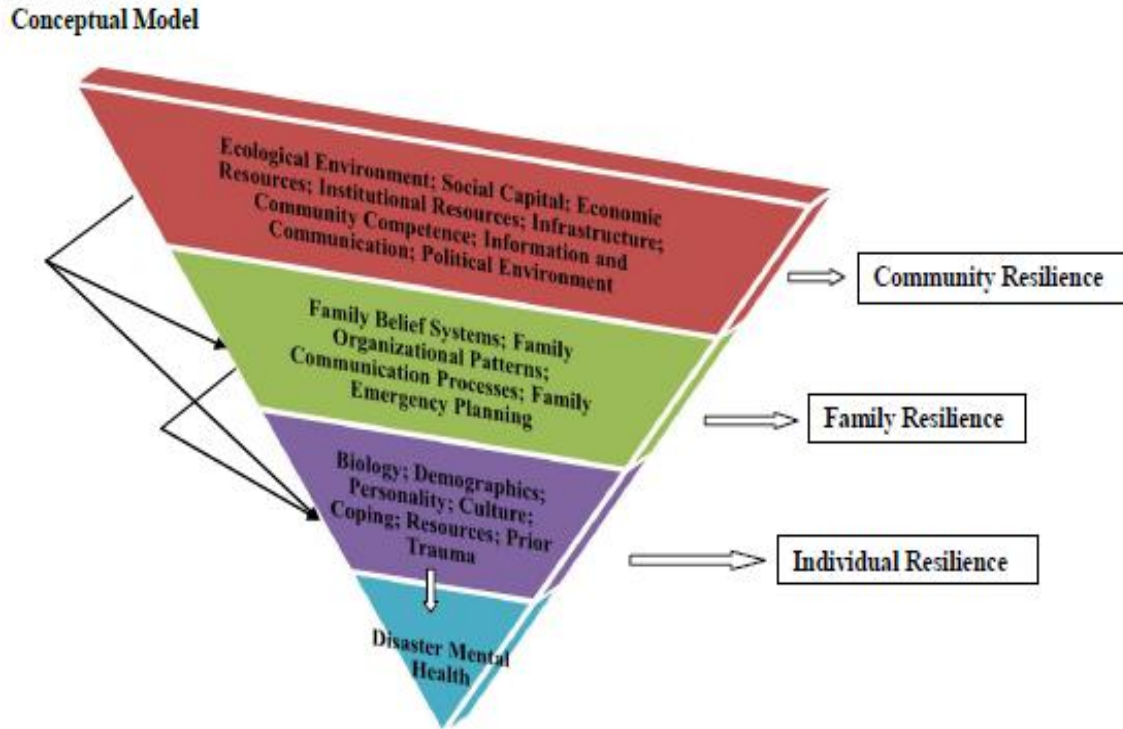 Conceptual Model
Ecological Environment; Social Capital; Economic
Resources; Institutional Resources; Infrastructure;
Community Competence; Information and
Communication; Political Environment
Community Resilience
Family Belief Systems; Family
Organizational Patterns;
Communication Processes; Family
Emergency Planning
Family Resilience
Biology; Demographics;
Personality; Culture;
Coping; Resources; Prior
Trauma
Individual Resilience
Disaster Mental
Health